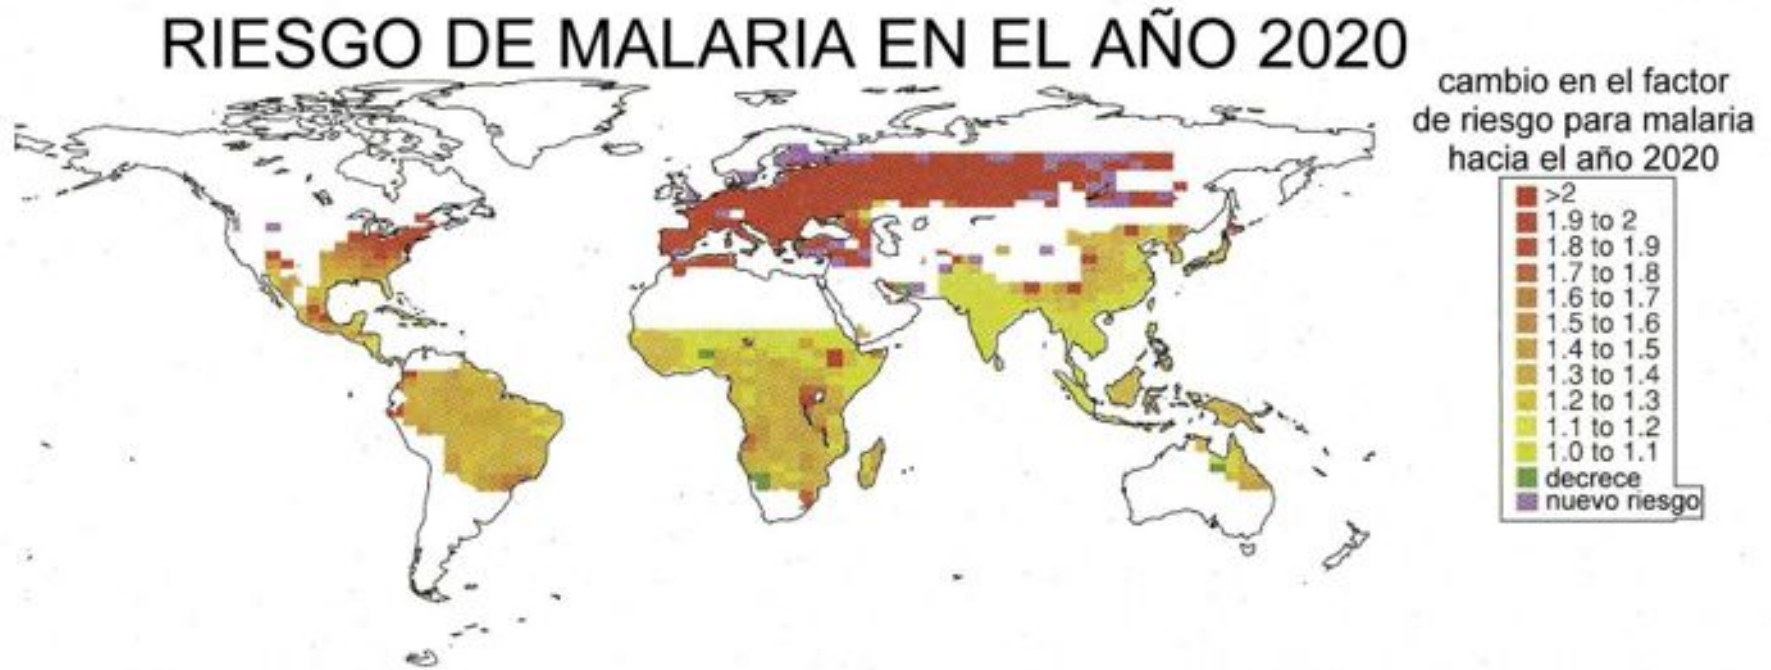 RIESGO DE MALARIA EN EL AÑO 2020
cambio en el factor
de riesgo para malaria
hacia el año 2020
>2
1.9 to 2
1.8 to 1.9
1.7 to 1.8
1.6 to 1.7
1.5 to 1.6
1.4 to 1.5
1.3 to 1.4
1.2 to 1.3
1.1 to 1.2
1.0 to 1.1
decrece
nuevo riesgo